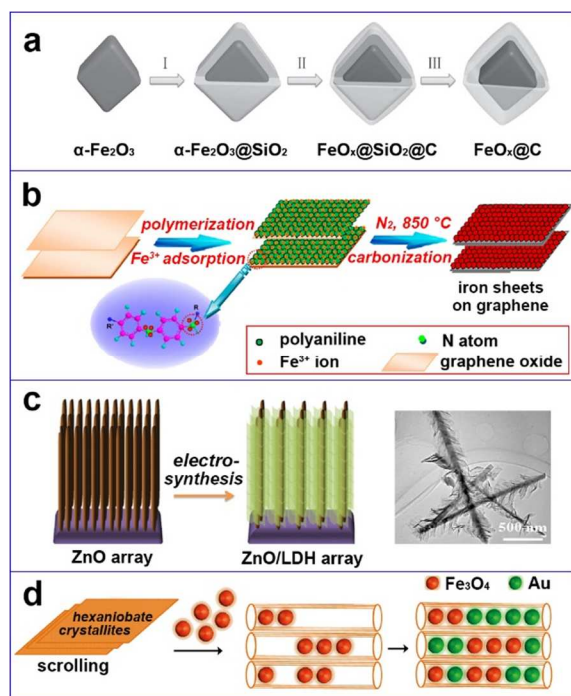 a
I II III
α-Fe₂O₃ α-Fe₂O₃@SiO₂ FeOₓ@SiO₂@C FeOₓ@C
b
polymerization
Fe³⁺ adsorption
N₂, 850 °C
carbonization
iron sheets
on graphene
R'
R
polyaniline N atom
Fe³⁺ ion graphene oxide
c
electro-
synthesis
500 nm
ZnO array ZnO/LDH array
d
Fe₃O₄ Au
hexaniobate
crystallites
scrolling